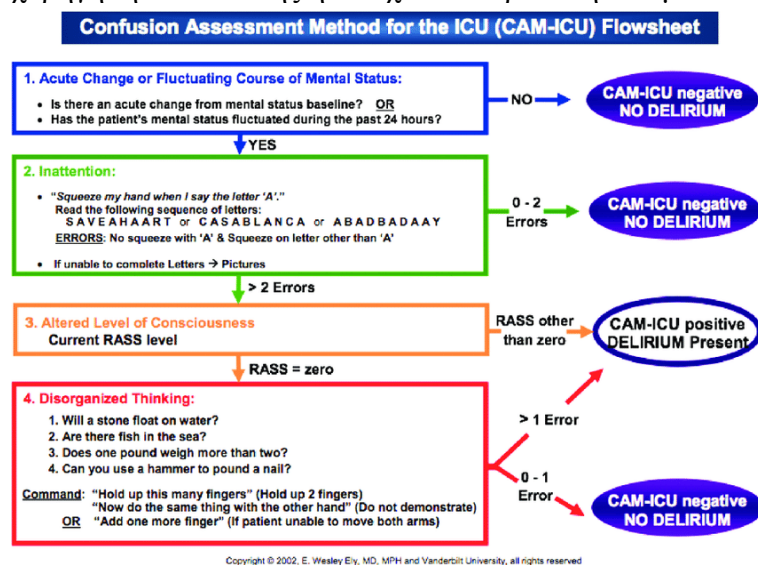 Confusion Assessment Method for the ICU (CAM-ICU) Flowsheet
1. Acute Change or Fluctuating Course of Mental Status:
• Is there an acute change from mental status baseline? OR
• Has the patient's mental status fluctuated during the past 24 hours?
NO
CAM-ICU negative
NO DELIRIUM
YES
2. Inattention:
• "Squeeze my hand when I say the letter 'A'."
Read the following sequence of letters:
S A V E A H A A R T or C A S A B L A N C A or A B A D B A D A A Y
ERRORS: No squeeze with 'A' & Squeeze on letter other than 'A'
• If unable to complete Letters → Pictures
0 - 2
Errors
CAM-ICU negative
NO DELIRIUM
> 2 Errors
3. Altered Level of Consciousness
Current RASS level
RASS other
than zero
CAM-ICU positive
DELIRIUM Present
RASS = zero
4. Disorganized Thinking:
1. Will a stone float on water?
2. Are there fish in the sea?
3. Does one pound weigh more than two?
4. Can you use a hammer to pound a nail?
Command: "Hold up this many fingers" (Hold up 2 fingers)
"Now do the same thing with the other hand" (Do not demonstrate)
OR "Add one more finger" (If patient unable to move both arms)
> 1 Error
0 - 1
Error
CAM-ICU negative
NO DELIRIUM
Copyright © 2002, E. Wesley Ely, MD, MPH and Vanderbilt University, all rights reserved